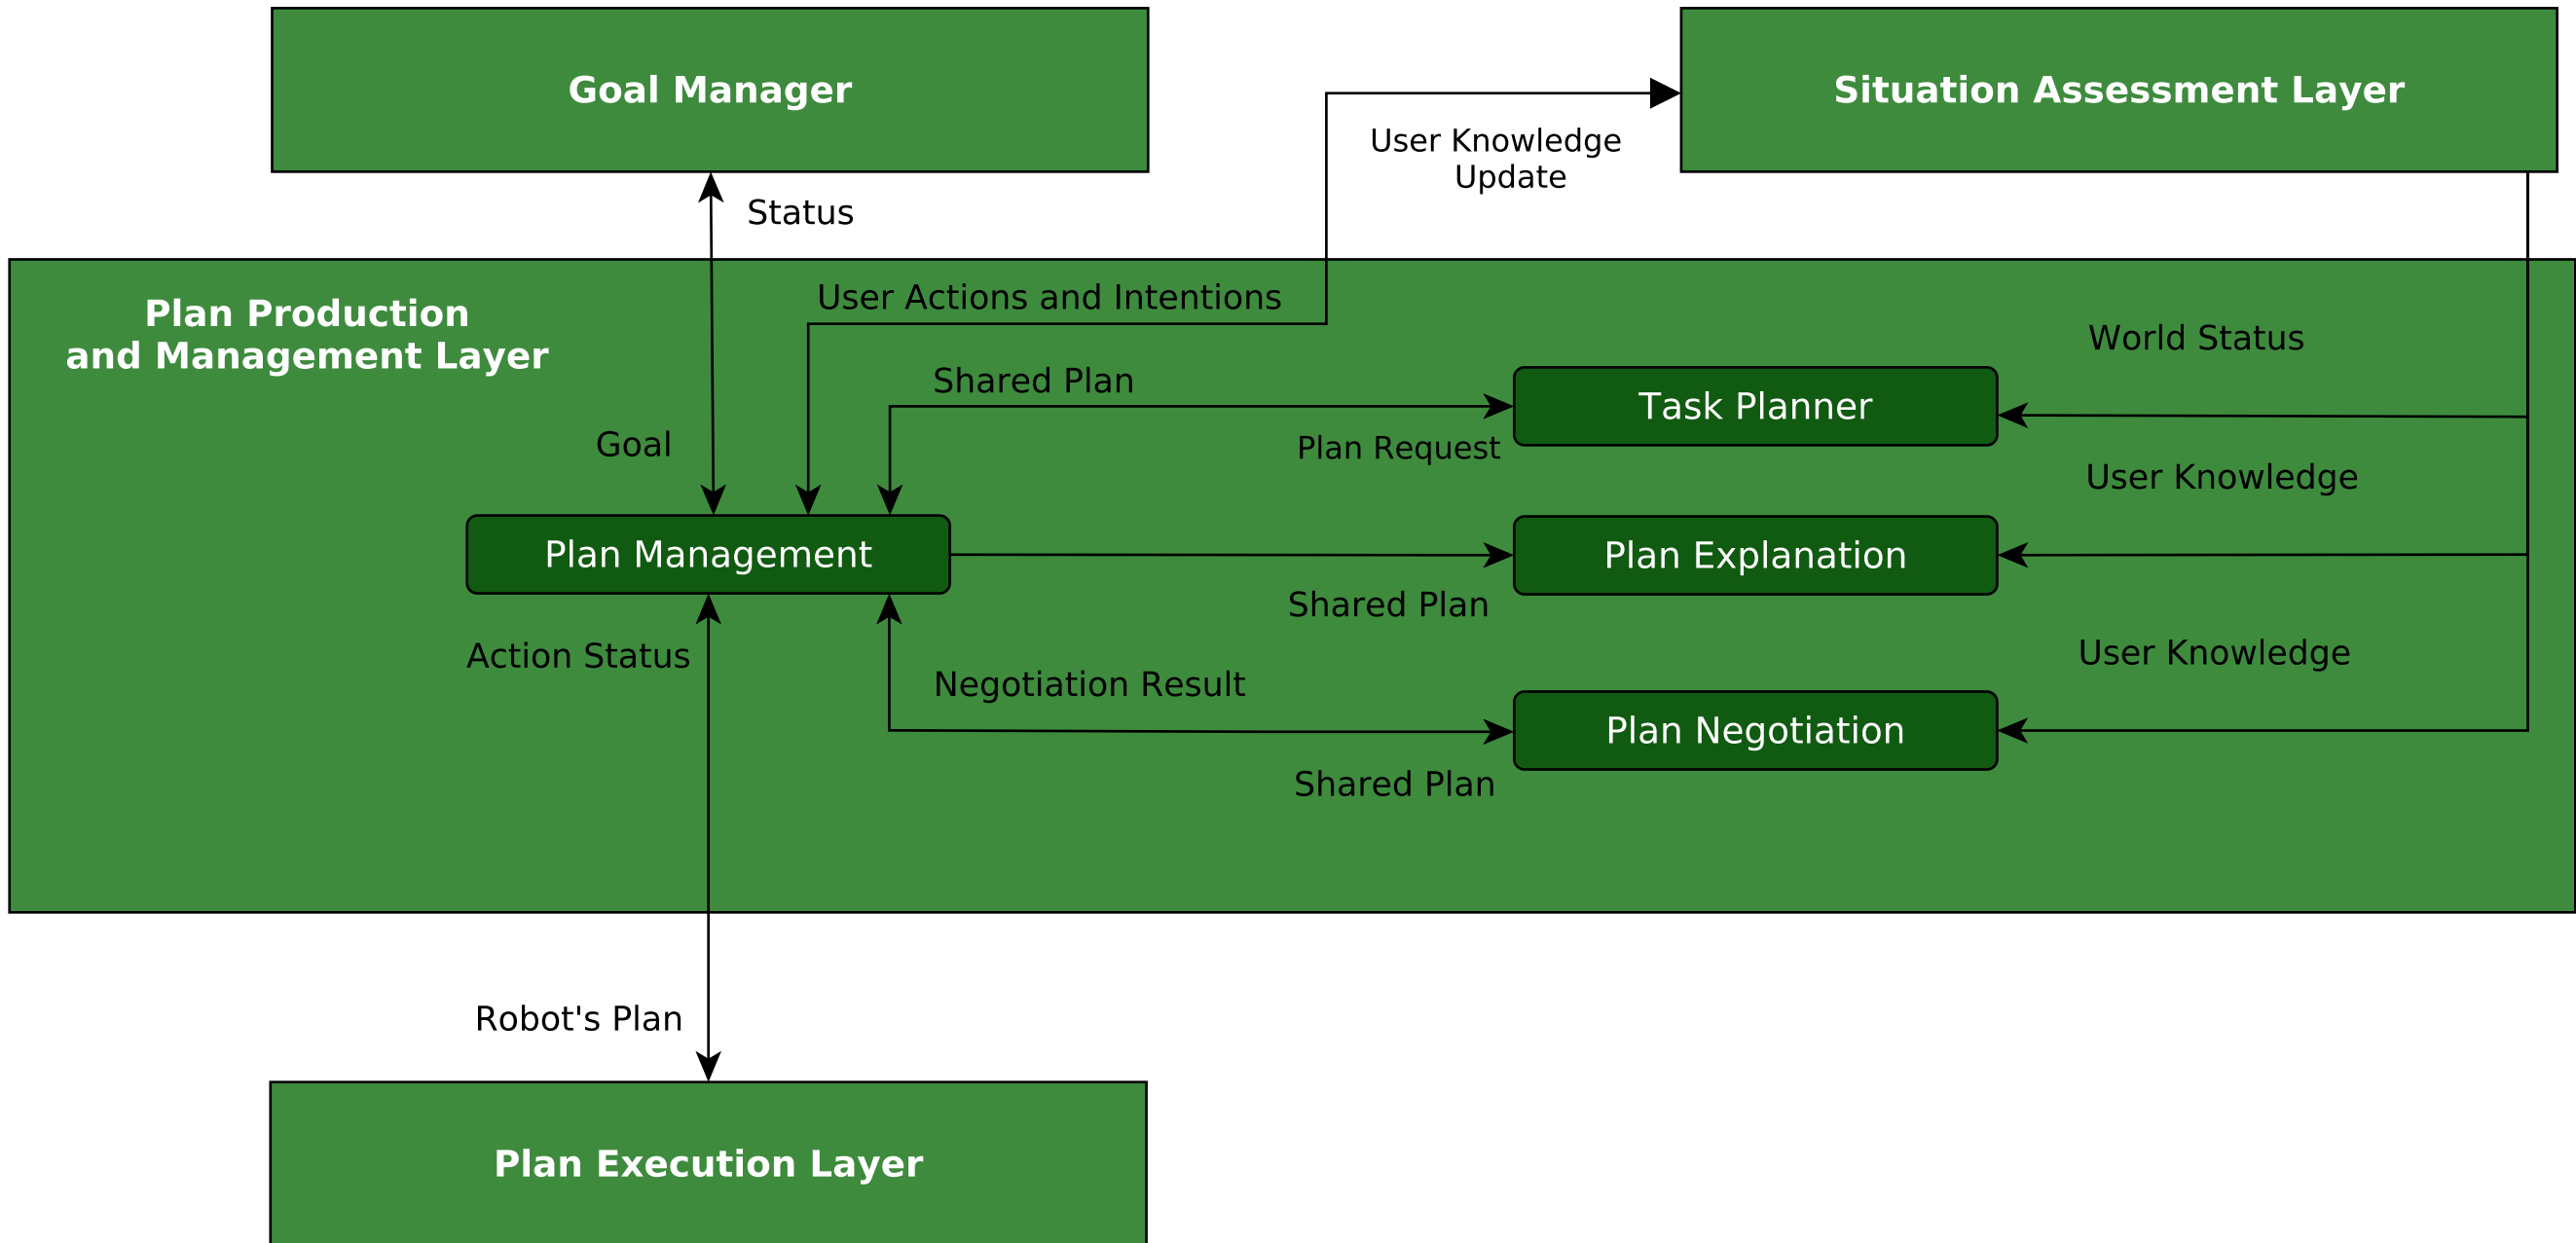 Goal Manager
Situation Assessment Layer
User Knowledge
Update
Status
Plan Production
and Management Layer
User Actions and Intentions
World Status
Shared Plan
Task Planner
Goal
Plan Request
User Knowledge
Plan Management
Plan Explanation
Shared Plan
Action Status
User Knowledge
Negotiation Result
Plan Negotiation
Shared Plan
Robot's Plan
Plan Execution Layer